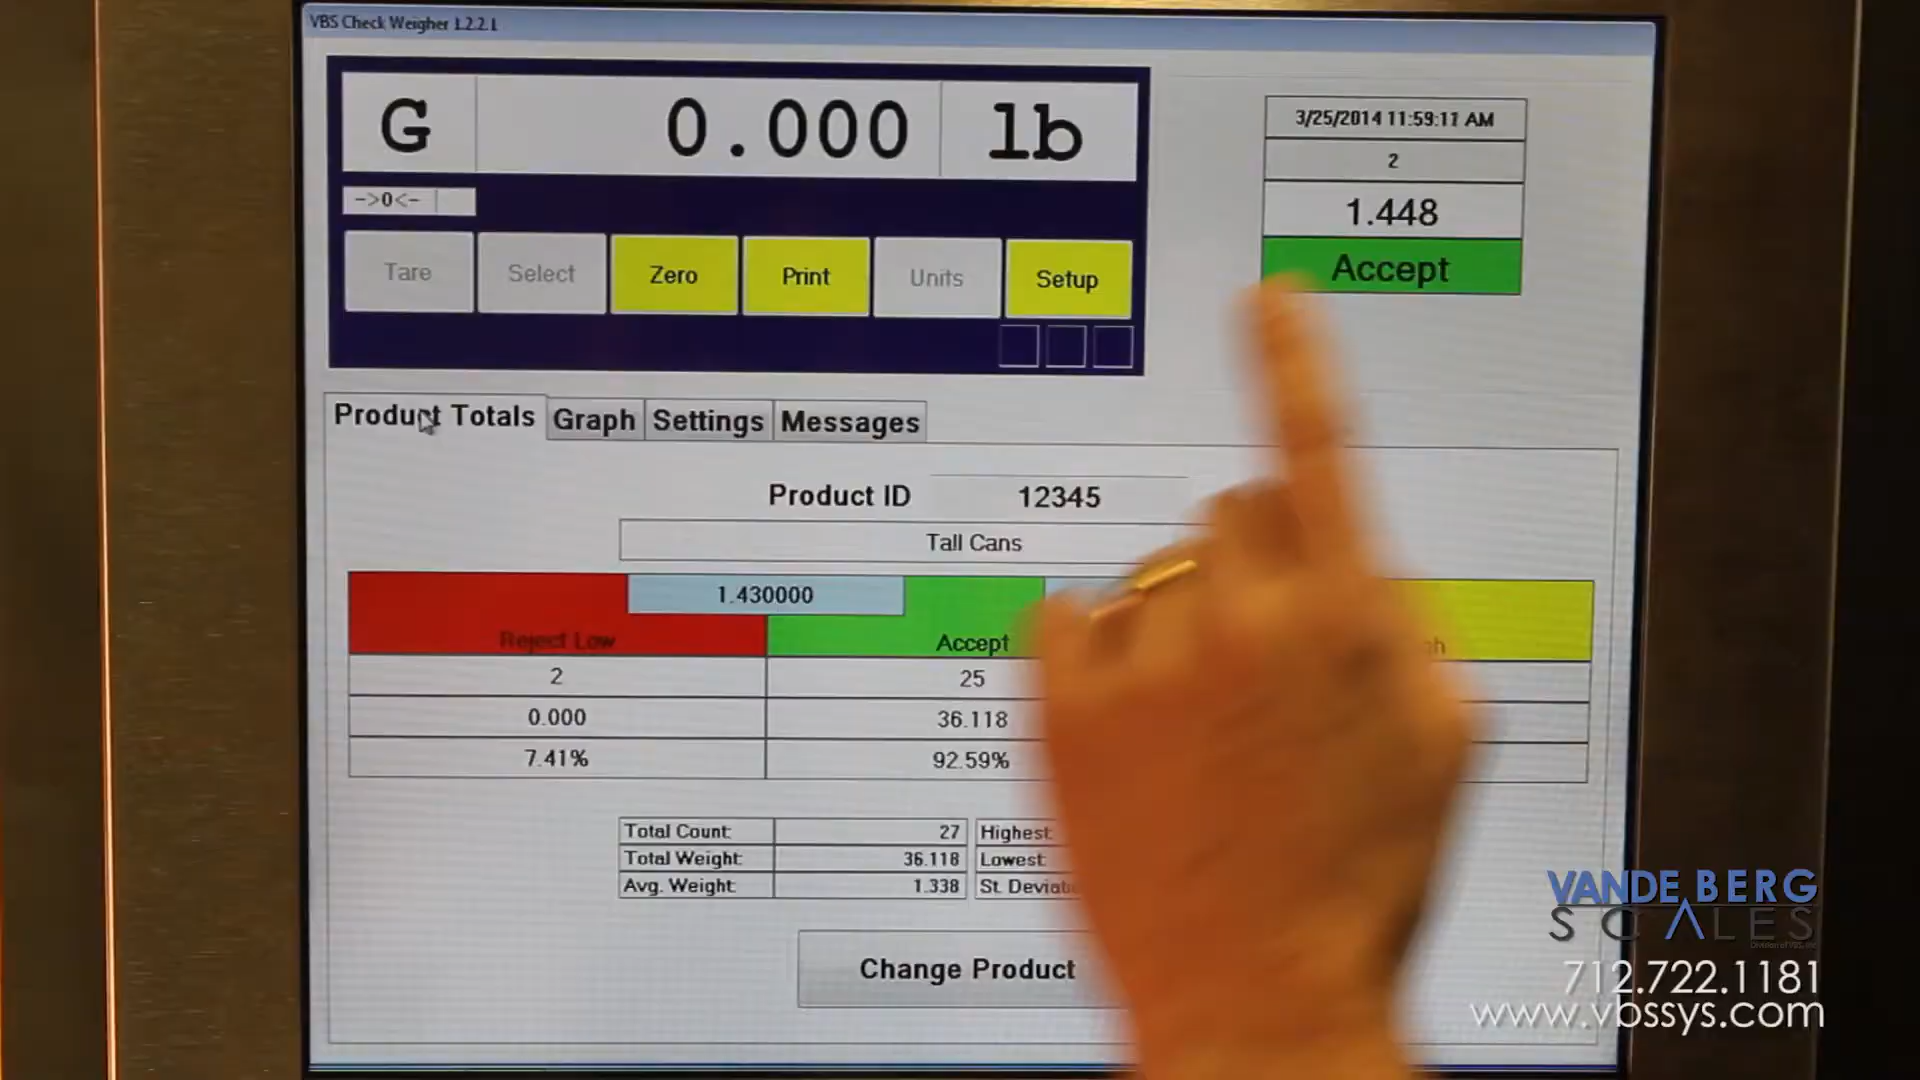 VBS Check Weigher 1.2.2.1
G 0.000 lb
->0<-
Tare Select Zero Print Units Setup
3/25/2014 11:59:11 AM
2
1.448
Accept
Product Totals Graph Settings Messages
Product ID 12345
Tall Cans
1.430000
Reject Low Accept
2 25
0.000 36.118
7.41% 92.59%
Total Count: 27 Highest:
Total Weight: 36.118 Lowest:
Avg. Weight: 1.338 St.
Change Product
VANDE BERG
SCALES
712.722.1181
www.vbssys.com